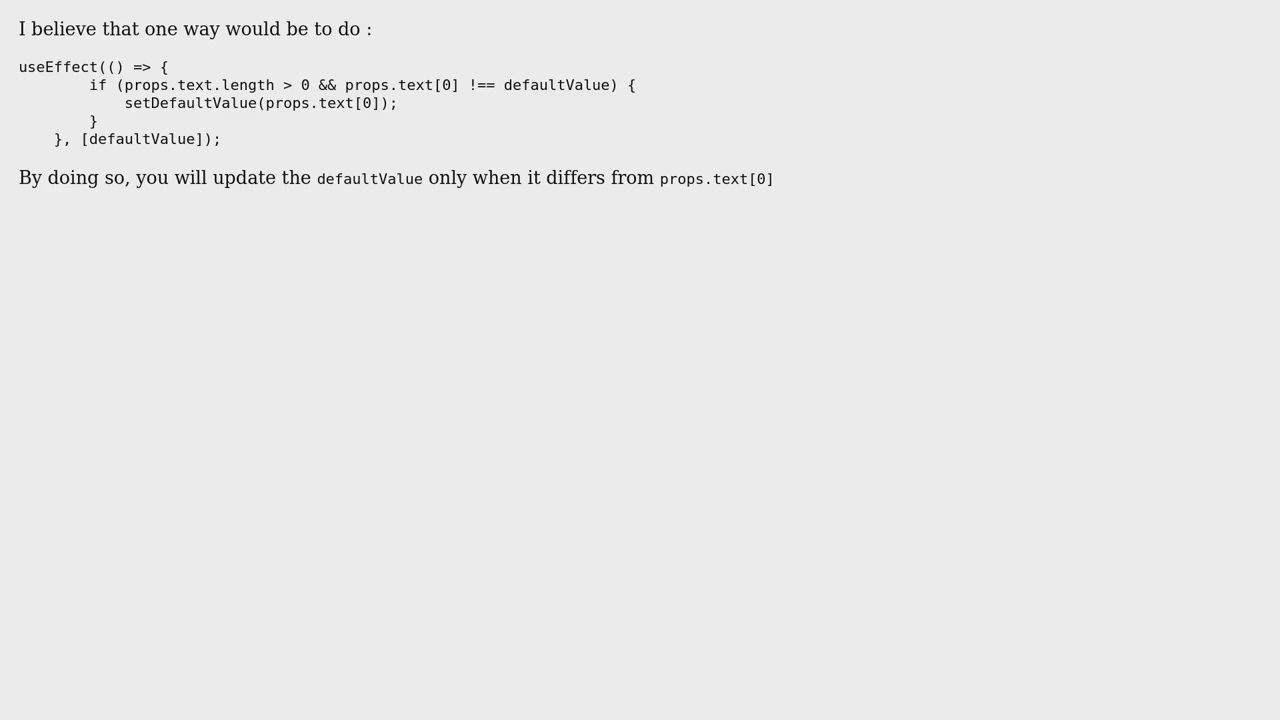 I believe that one way would be to do :
useEffect(() => {
        if (props.text.length > 0 && props.text[0] !== defaultValue) {
            setDefaultValue(props.text[0]);
        }
    }, [defaultValue]);
By doing so, you will update the defaultValue only when it differs from props.text[0]